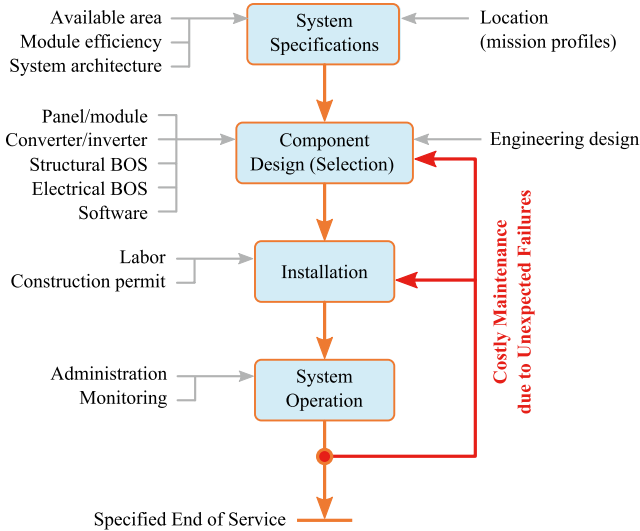 Available area
Module efficiency
System architecture
System
Specifications
Location
(mission profiles)
Panel/module
Converter/inverter
Structural BOS
Electrical BOS
Software
Component
Design (Selection)
Engineering design
Labor
Construction permit
Installation
Costly Maintenance
due to Unexpected Failures
Administration
Monitoring
System
Operation
Specified End of Service